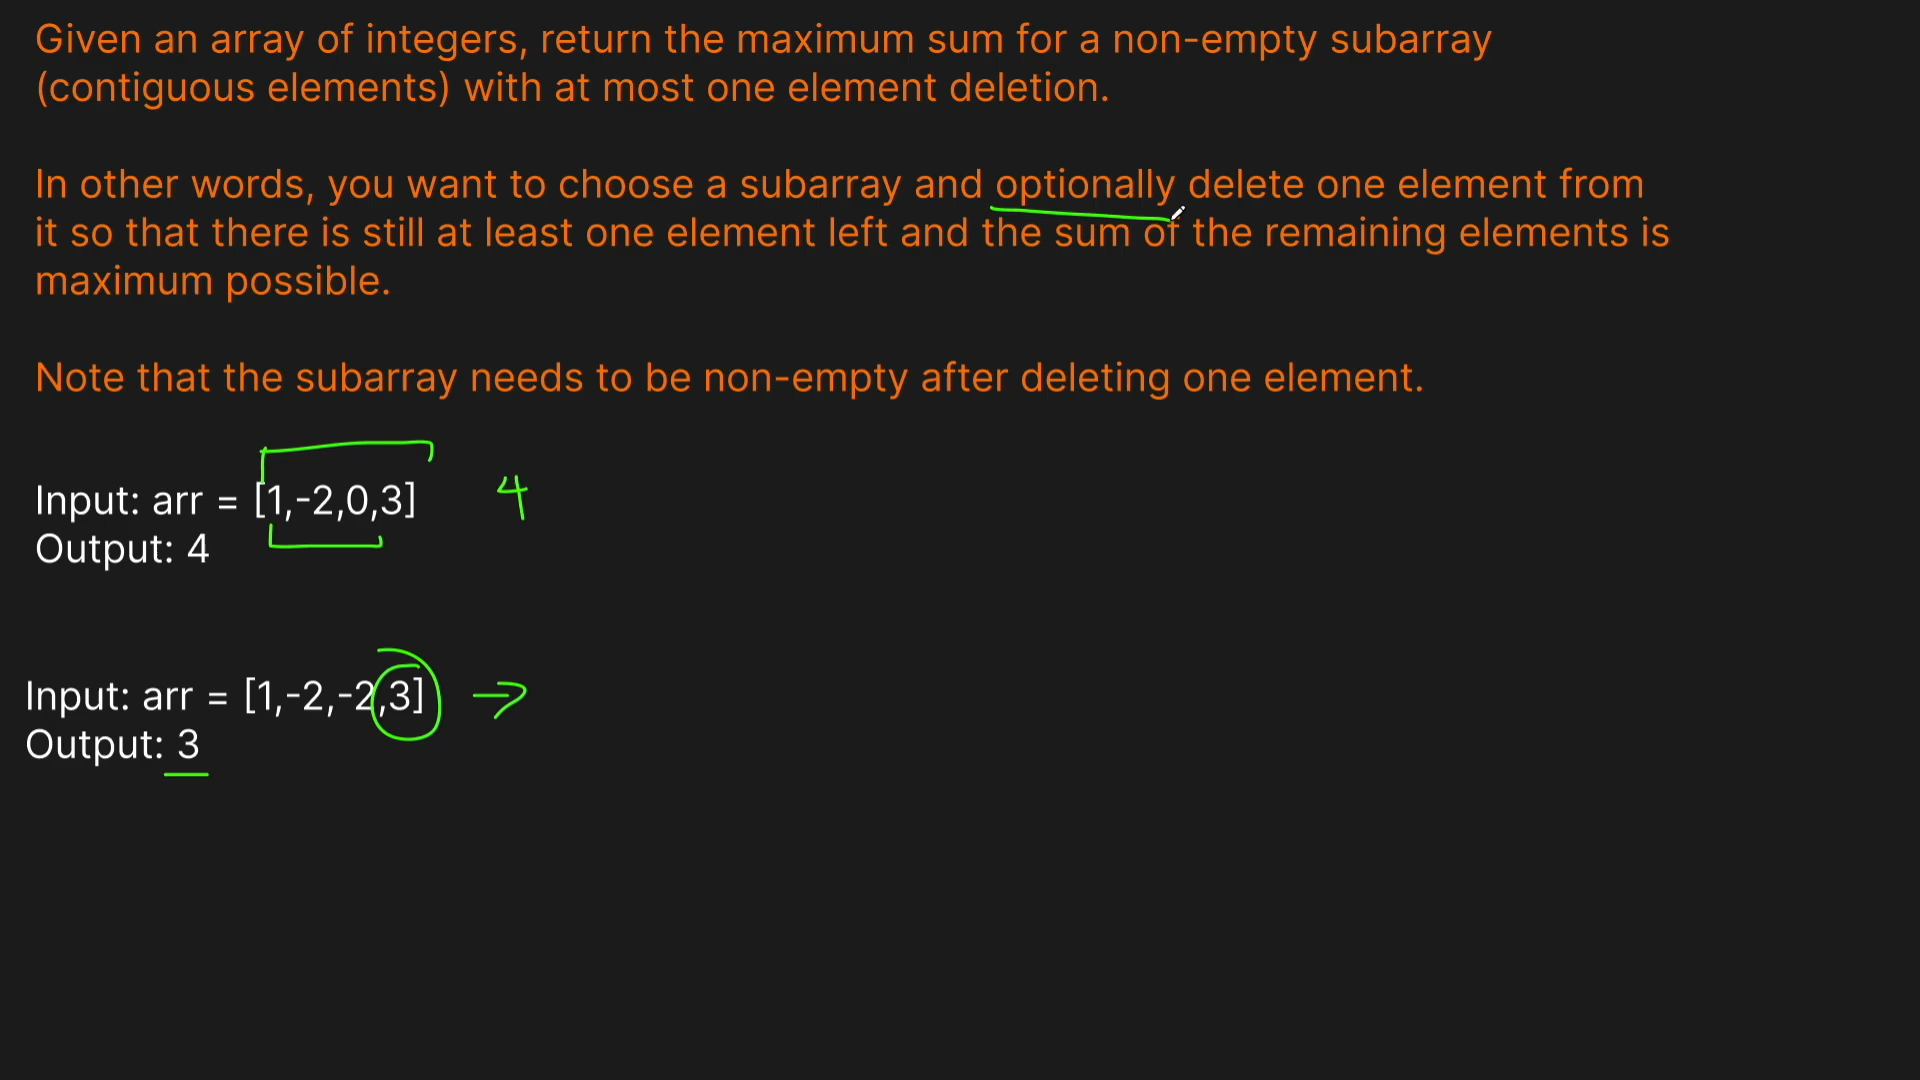 Given an array of integers, return the maximum sum for a non-empty subarray
(contiguous elements) with at most one element deletion.
In other words, you want to choose a subarray and optionally delete one element from
it so that there is still at least one element left and the sum of the remaining elements is
maximum possible.
Note that the subarray needs to be non-empty after deleting one element.
Input: arr = [1,-2,0,3] 4
Output: 4
Input: arr = [1,-2,-2,3] →
Output: 3